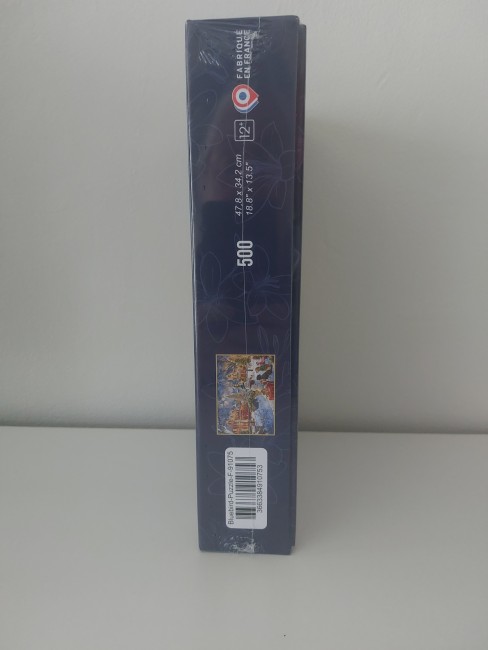 FABRIQUÉ
EN FRANCE
12+
47,8 x 34,2 cm
18.8" x 13.5"
500
Bluebird-Puzzle-F-91075
3663384910753